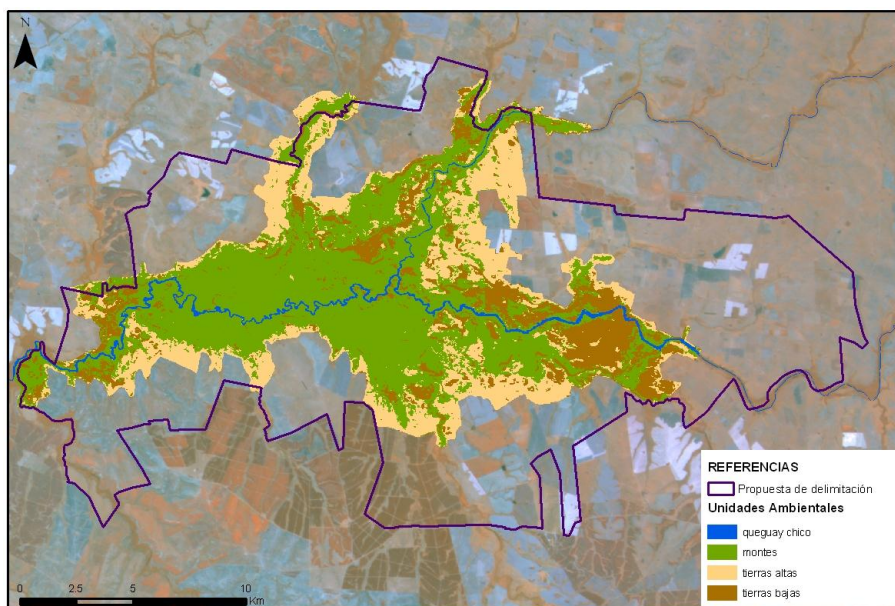 N
REFERENCIAS
Propuesta de delimitación
Unidades Ambientales
queguay chico
montes
tierras altas
tierras bajas
0 2.5 5 10
Km